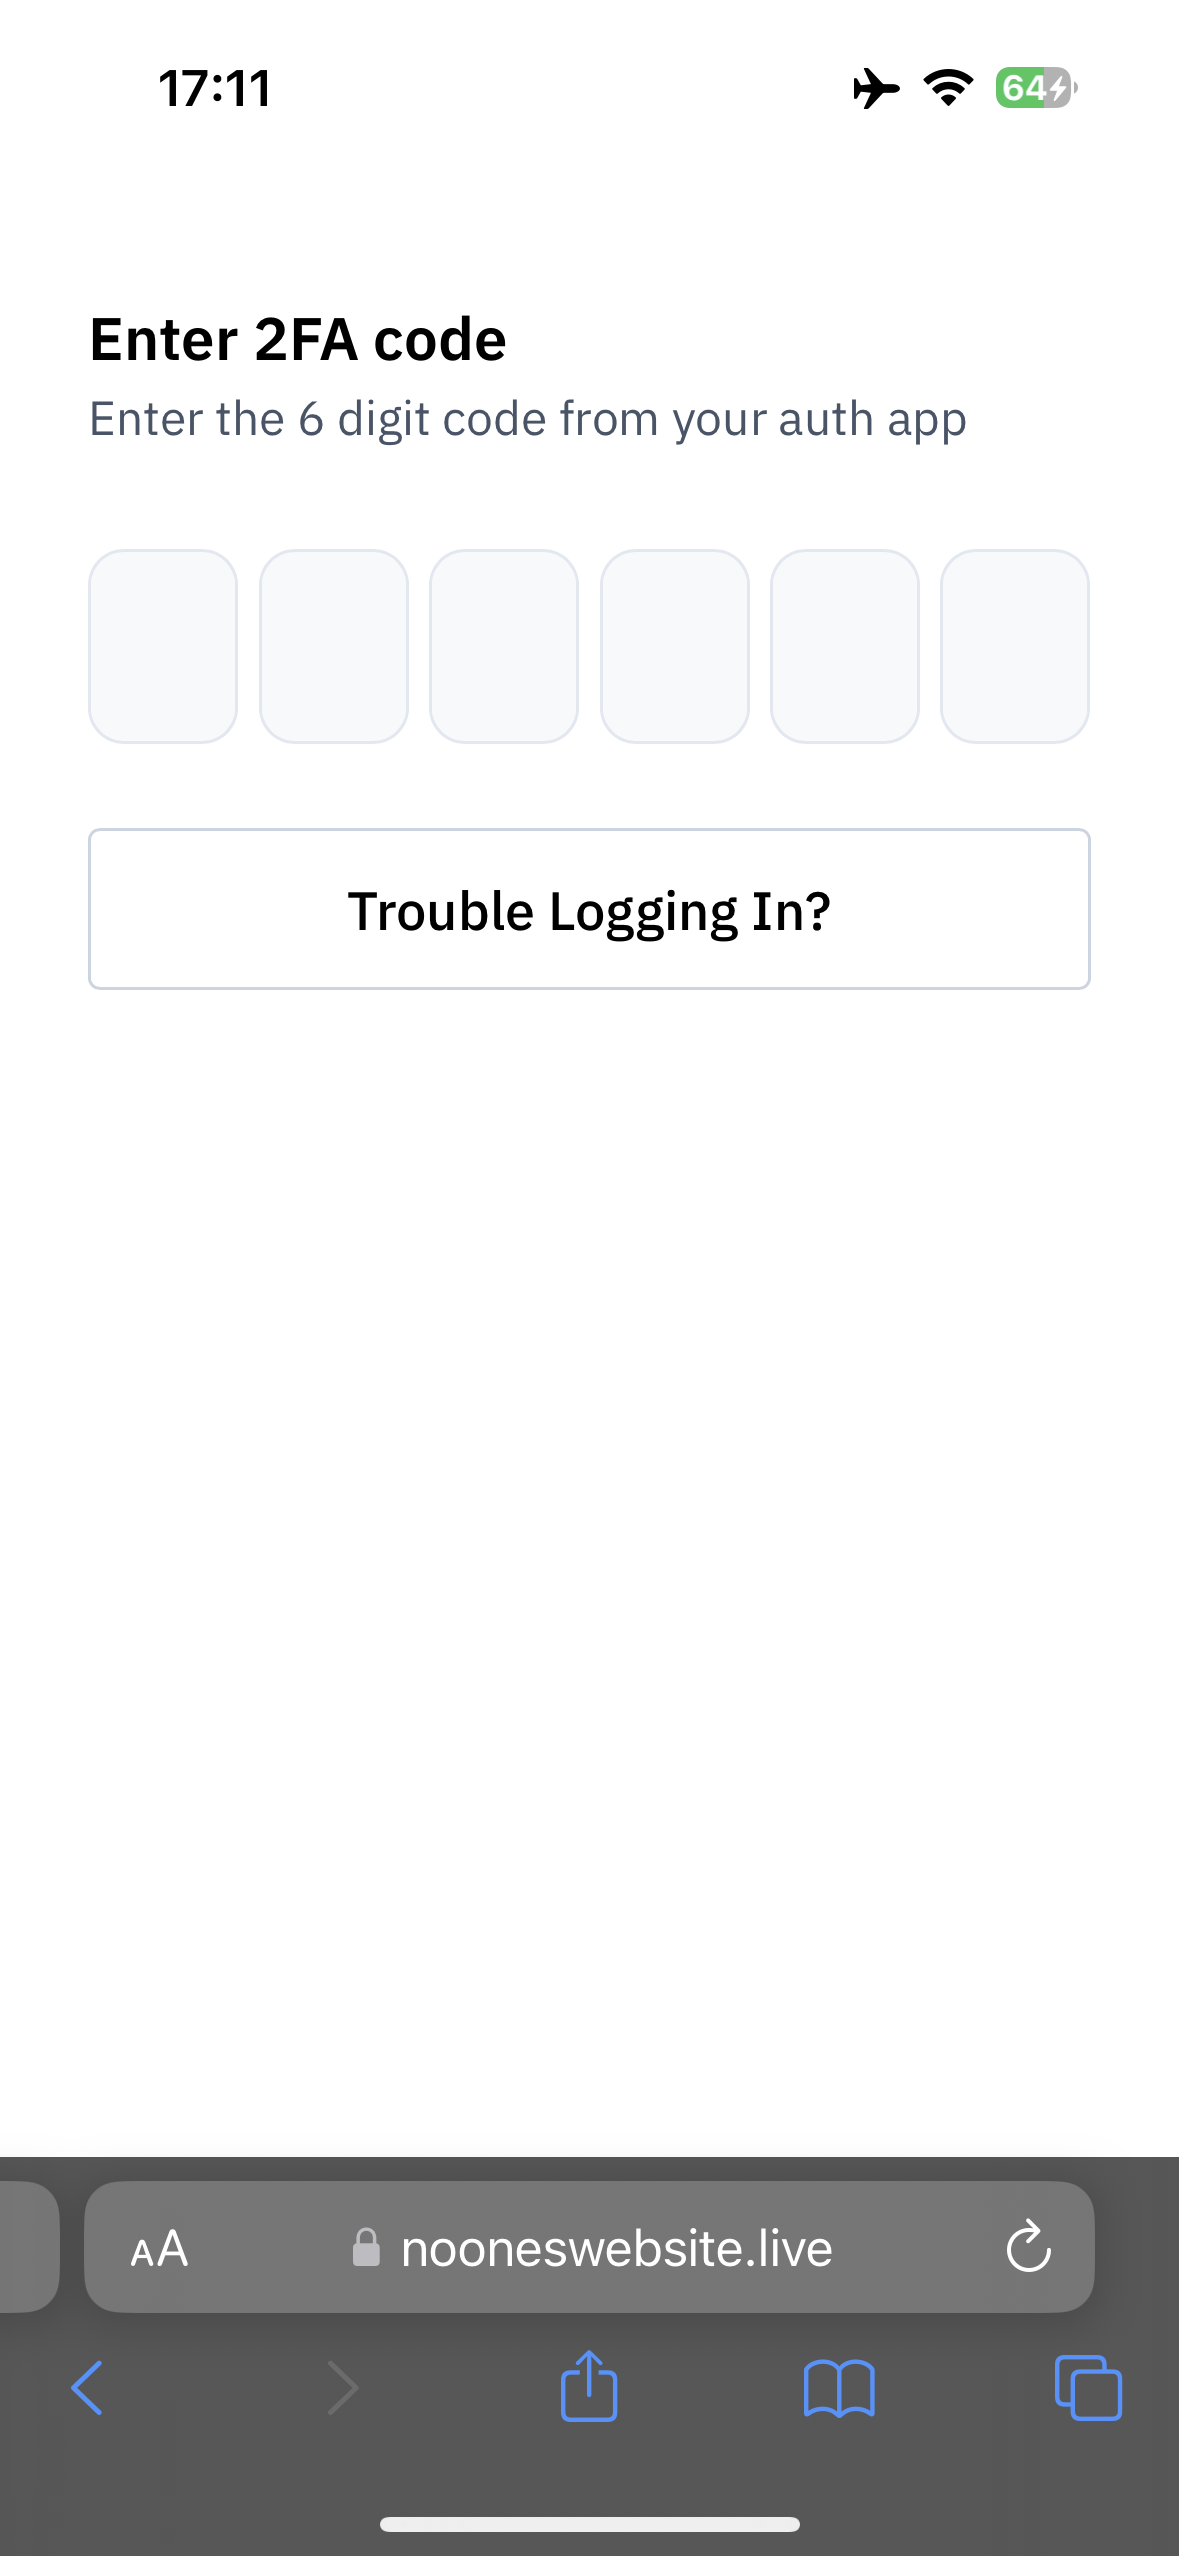 17:11
64
Enter 2FA code
Enter the 6 digit code from your auth app
Trouble Logging In?
AA
nooneswebsite.live